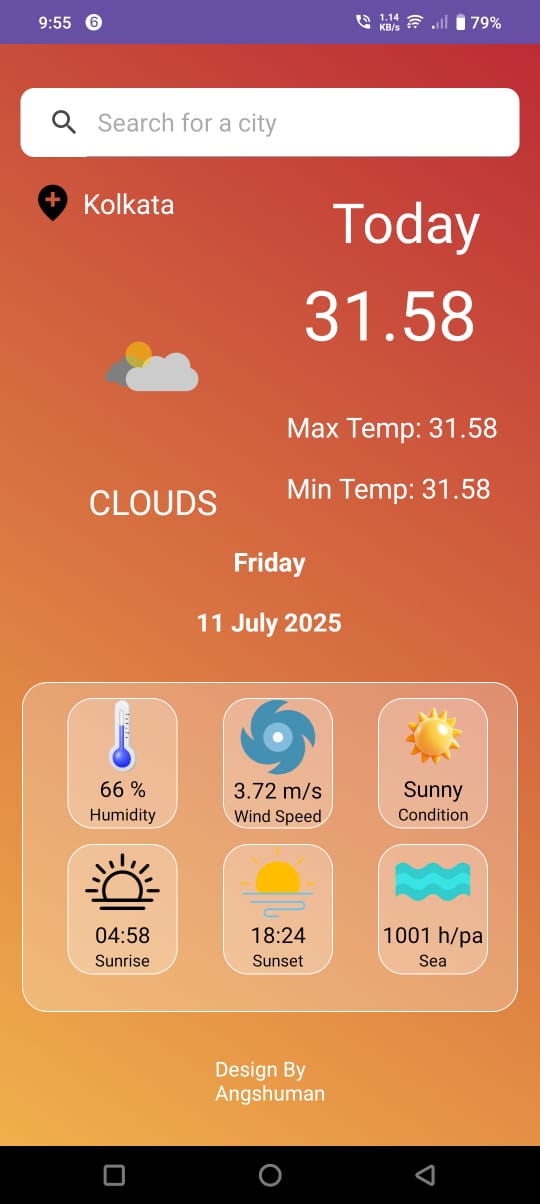 9:55 6 1.14 KB/s 79%
Search for a city
Kolkata
Today
31.58
Max Temp: 31.58
Min Temp: 31.58
CLOUDS
Friday
11 July 2025
66 % 3.72 m/s Sunny
Humidity Wind Speed Condition
04:58 18:24 1001 h/pa
Sunrise Sunset Sea
Design By
Angshuman